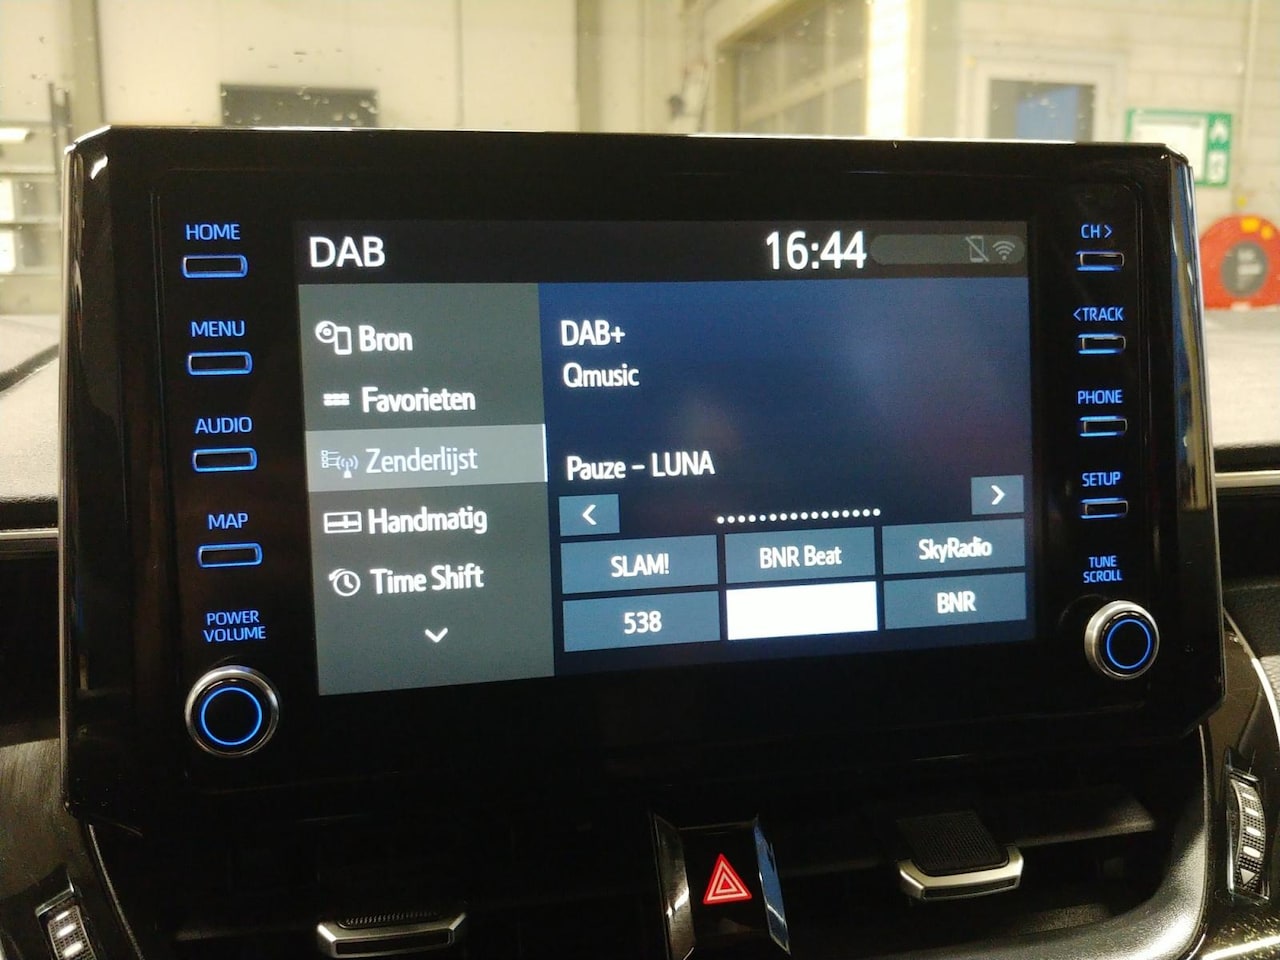 HOME
MENU
AUDIO
MAP
POWER
VOLUME
DAB
16:44
Bron
Favorieten
Zenderlijst
Handmatig
Time Shift
DAB+
Qmusic
Pauze - LUNA
SLAM!
BNR Beat
SkyRadio
538
BNR
CH >
< TRACK
PHONE
SETUP
TUNE
SCROLL